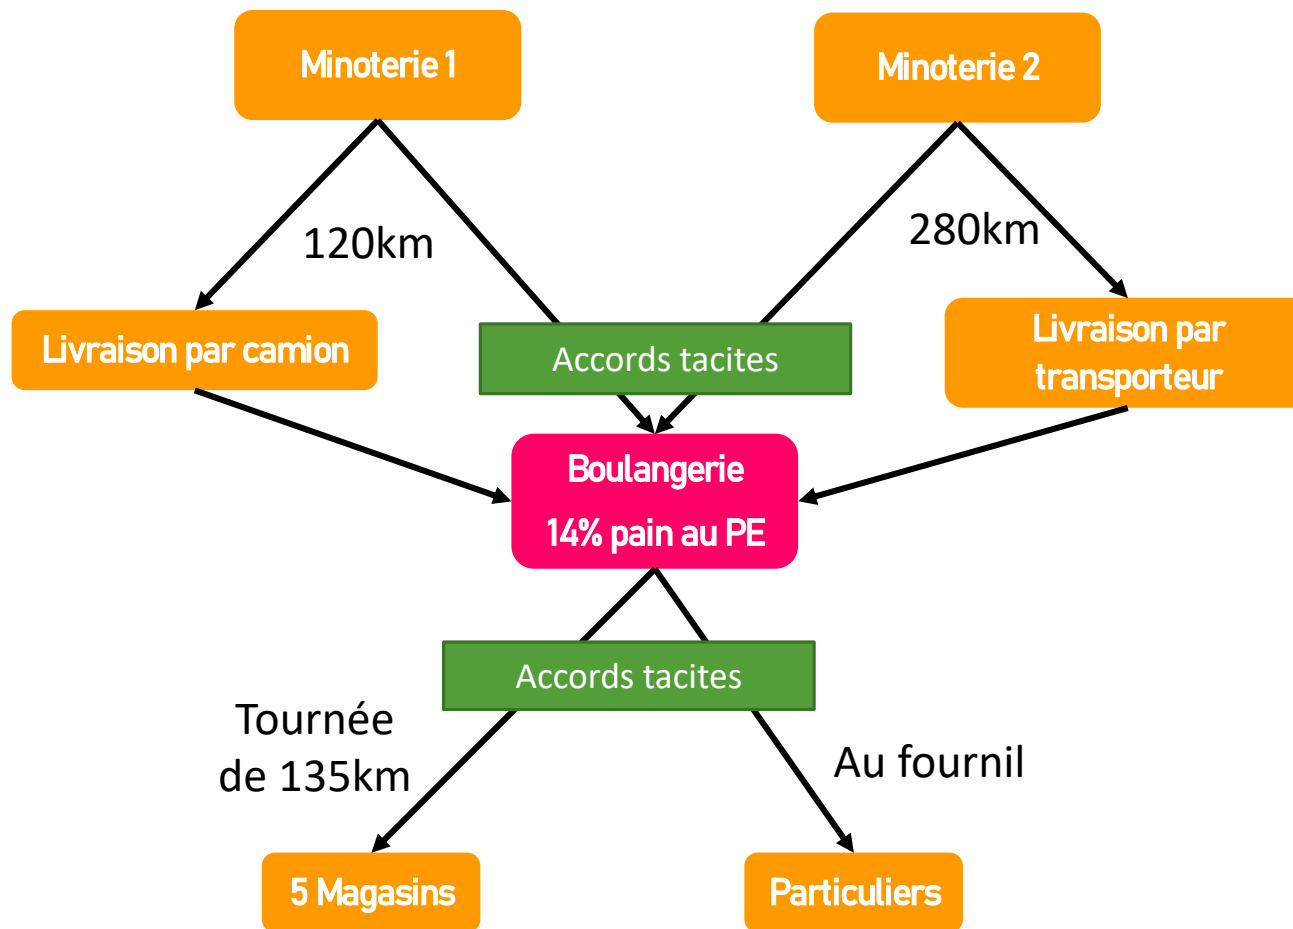 Minoterie 1
Minoterie 2
120km
280km
Livraison par camion
Accords tacites
Livraison par
transporteur
Boulangerie
14% pain au PE
Accords tacites
Tournée
de 135km
Au fournil
5 Magasins
Particuliers